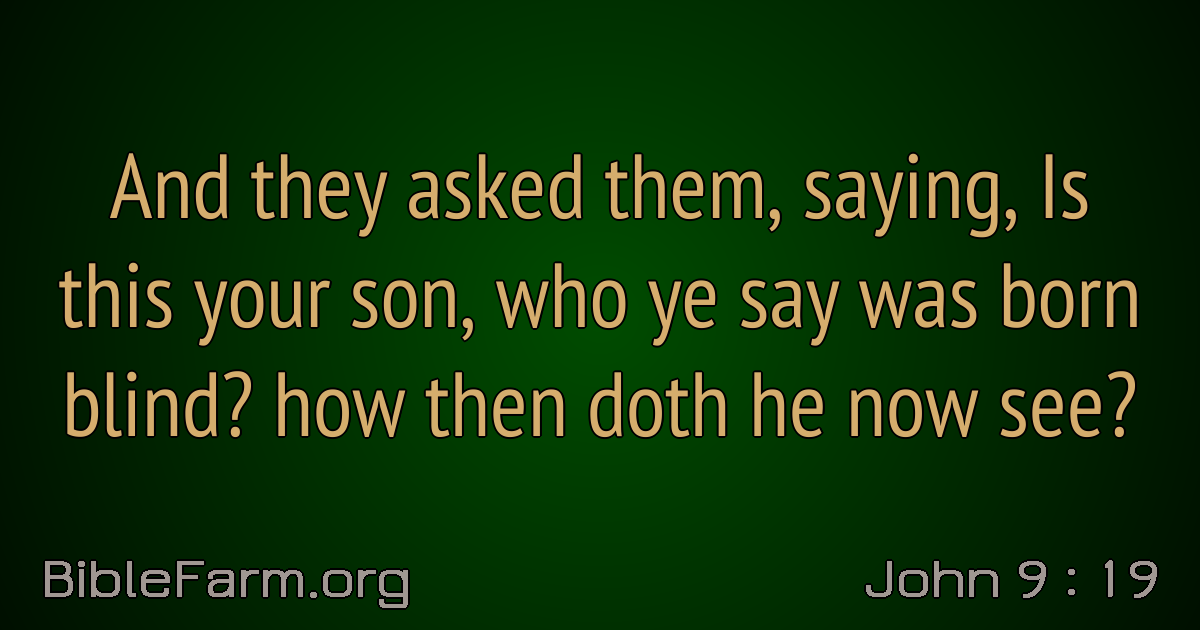 And they asked them, saying, Is
this your son, who ye say was born
blind? how then doth he now see?
BibleFarm.org
John 9 : 19